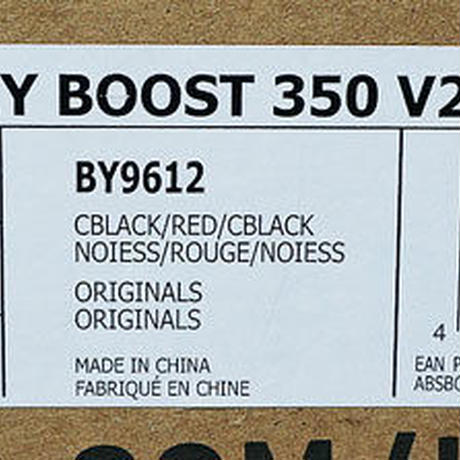 Y BOOST 350 V2
BY9612
CBLACK/RED/CBLACK
NOIESS/ROUGE/NOIESS
ORIGINALS
ORIGINALS
MADE IN CHINA
FABRIQUÉ EN CHINE
4
EAN P
ABSBO